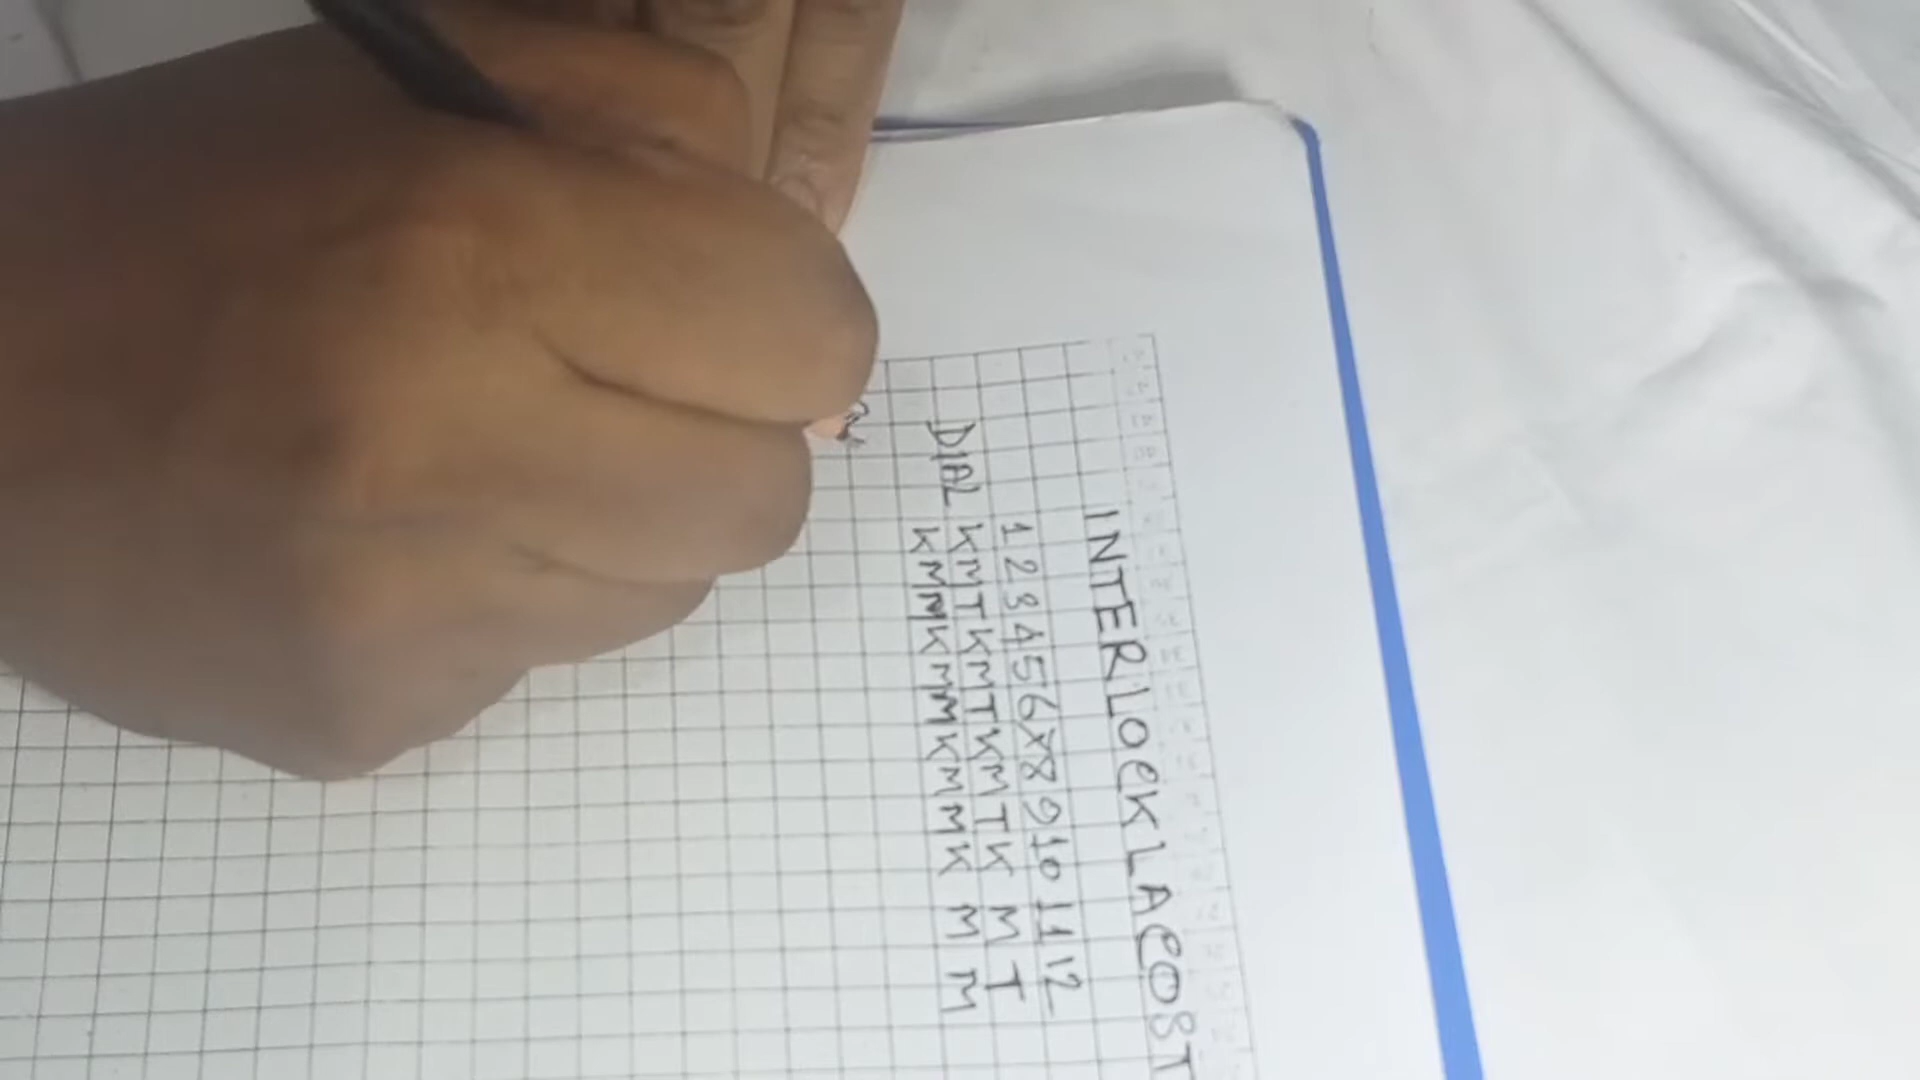 INTERLOCK LACOST
1 2 3 4 5 6 7 8 9 10 11 12
DIAL K M T K M T K M T K M T
K M M K M M K M M K M M